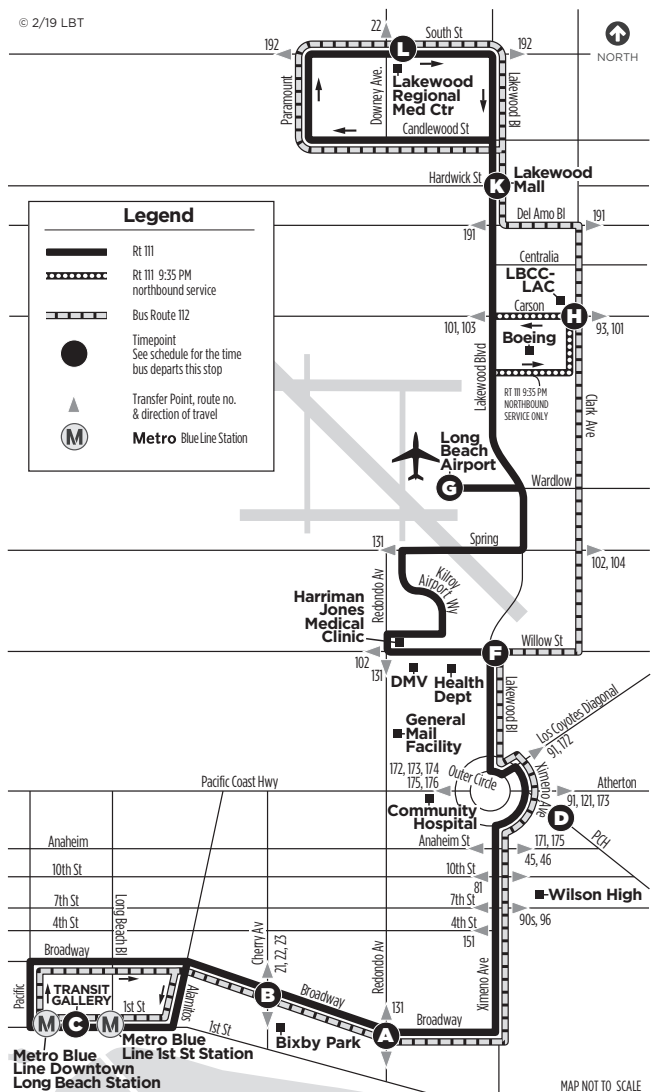 © 2/19 LBT
22
South St
192
192
NORTH
L
Paramount
Downey Ave.
Lakewood
Regional
Med Ctr
Lakewood Bl
Candlewood St
Hardwick St
K
Lakewood
Mall
Del Amo Bl
191
191
Legend
Rt 111
Rt 111 9:35 PM
northbound service
Bus Route 112
Timepoint
See schedule for the time
bus departs this stop
Transfer Point, route no.
& direction of travel
M
Metro Blue Line Station
Centralia
LBCC-
LAC
Carson
H
101, 103
93, 101
Boeing
Lakewood Blvd
RT 111 9:35 PM
NORTHBOUND
SERVICE ONLY
Clark Ave
Long
Beach
Airport
G
Wardlow
Spring
131
102, 104
Redondo Av
Kilroy
Airport Wy
Harriman
Jones
Medical
Clinic
F
Willow St
102
131
DMV
Health
Dept
Lakewood Bl
General
Mail
Facility
Los Coyotes Diagonal
91, 172
172, 173, 174
175, 176
Outer Circle
Ximeno Ave
Pacific Coast Hwy
Atherton
91, 121, 173
Community
Hospital
D
PCH
Anaheim
Anaheim St
171, 175
45, 46
10th St
10th St
81
7th St
7th St
Wilson High
90s, 96
4th St
4th St
151
Long Beach Bl
Cherry Av
21, 22, 23
Redondo Av
Ximeno Ave
Broadway
Pacific
TRANSIT
GALLERY
1st St
Alamitos
M
C
M
B
Broadway
131
Broadway
A
1st St
Bixby Park
Metro Blue
Line Downtown
Long Beach Station
Metro Blue
Line 1st St Station
MAP NOT TO SCALE